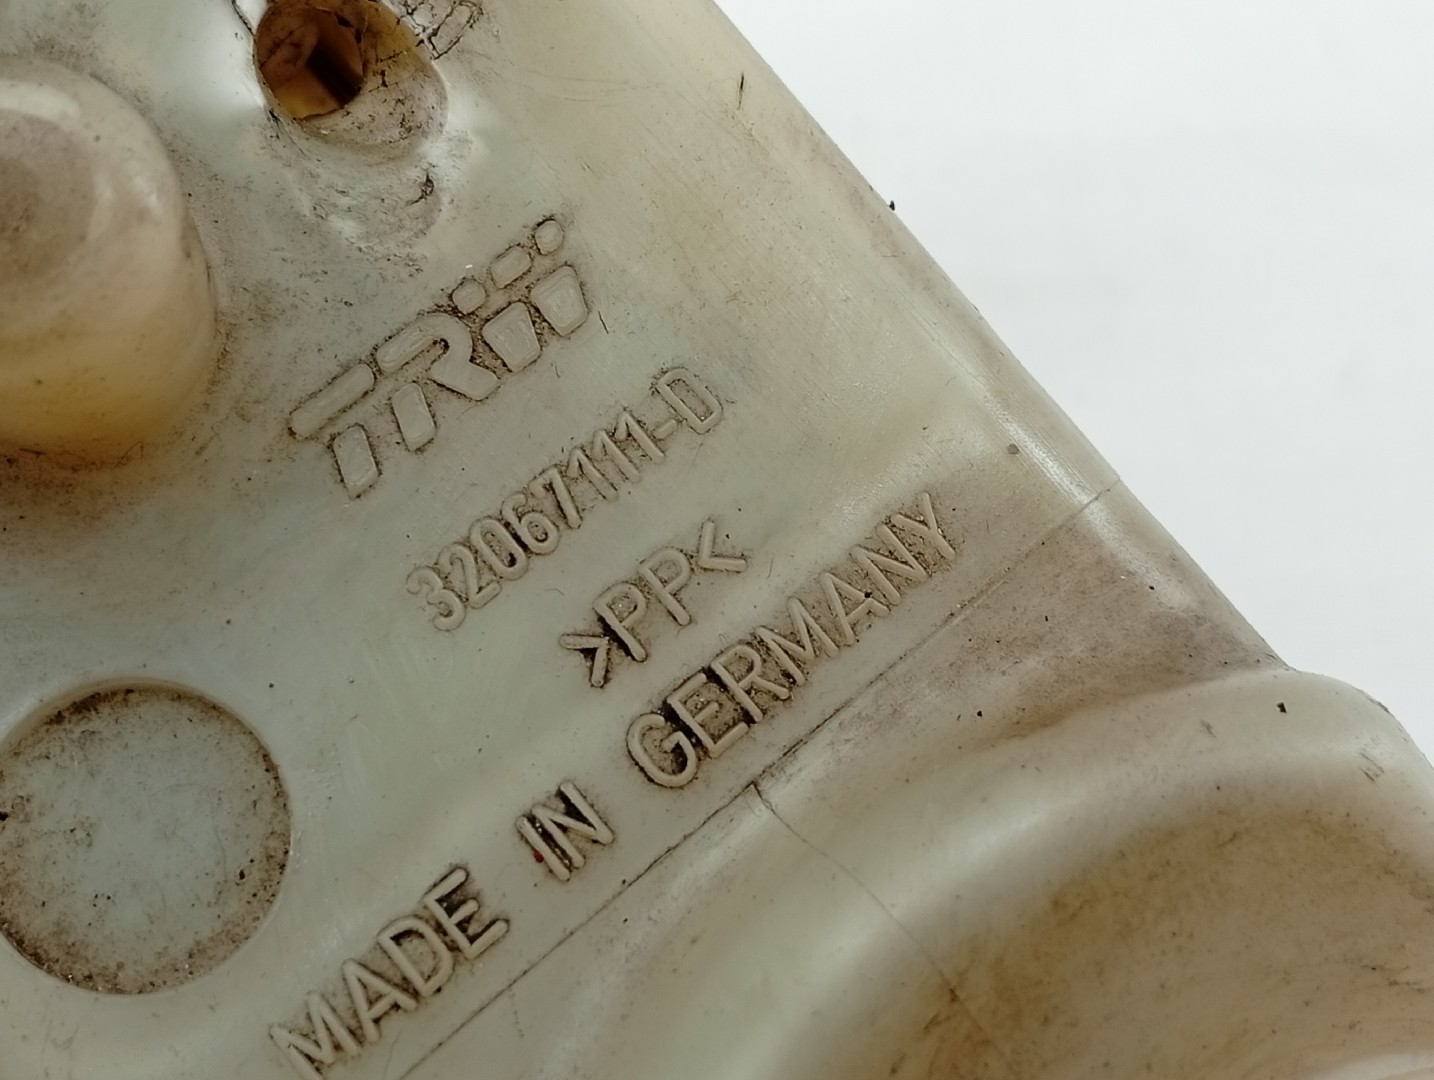 TRW
32067111-D
>PP<
MADE IN GERMANY